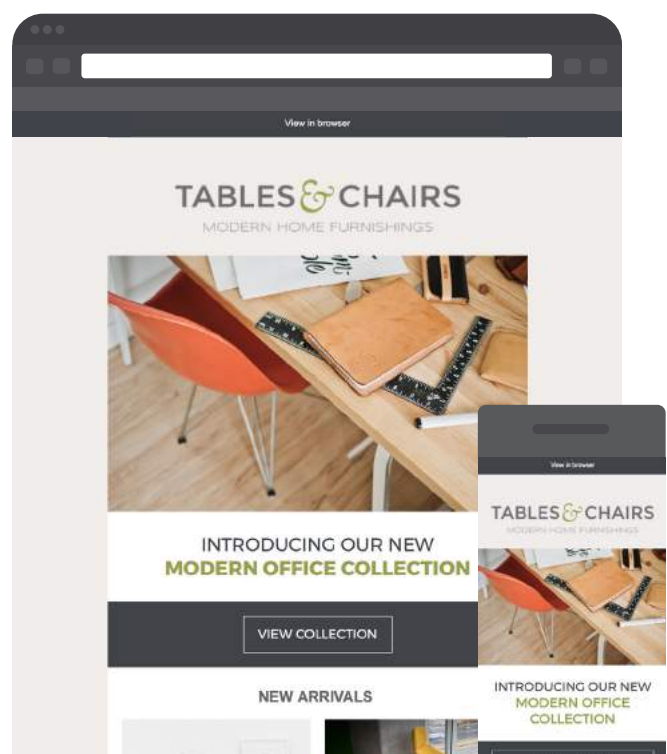 View in browser
TABLES & CHAIRS
MODERN HOME FURNISHINGS
INTRODUCING OUR NEW
MODERN OFFICE COLLECTION
VIEW COLLECTION
NEW ARRIVALS
View in browser
TABLES & CHAIRS
MODERN HOME FURNISHINGS
INTRODUCING OUR NEW
MODERN OFFICE
COLLECTION